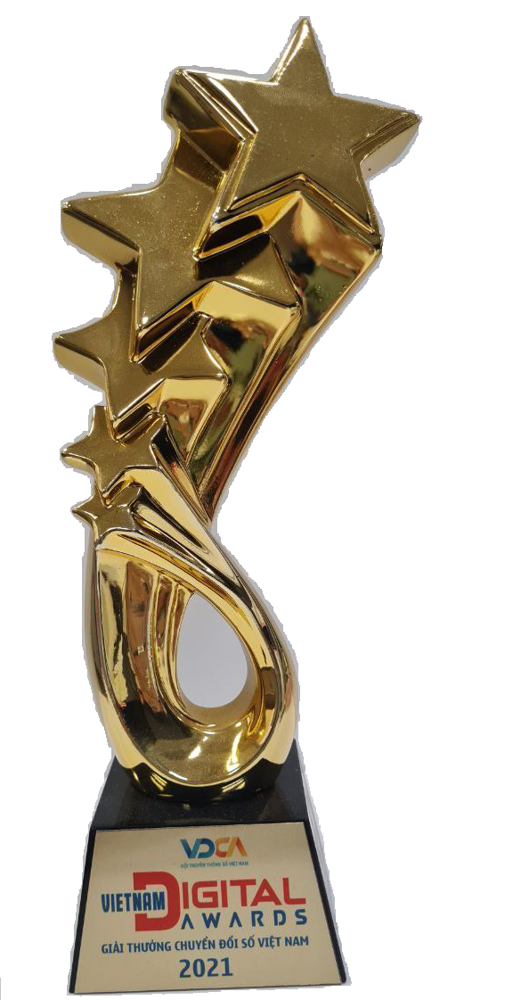 VDCA
HỘI TRUYỀN THÔNG SỐ VIỆT NAM
VIETNAM DIGITAL
AWARDS
GIẢI THƯỞNG CHUYỂN ĐỔI SỐ VIỆT NAM
2021